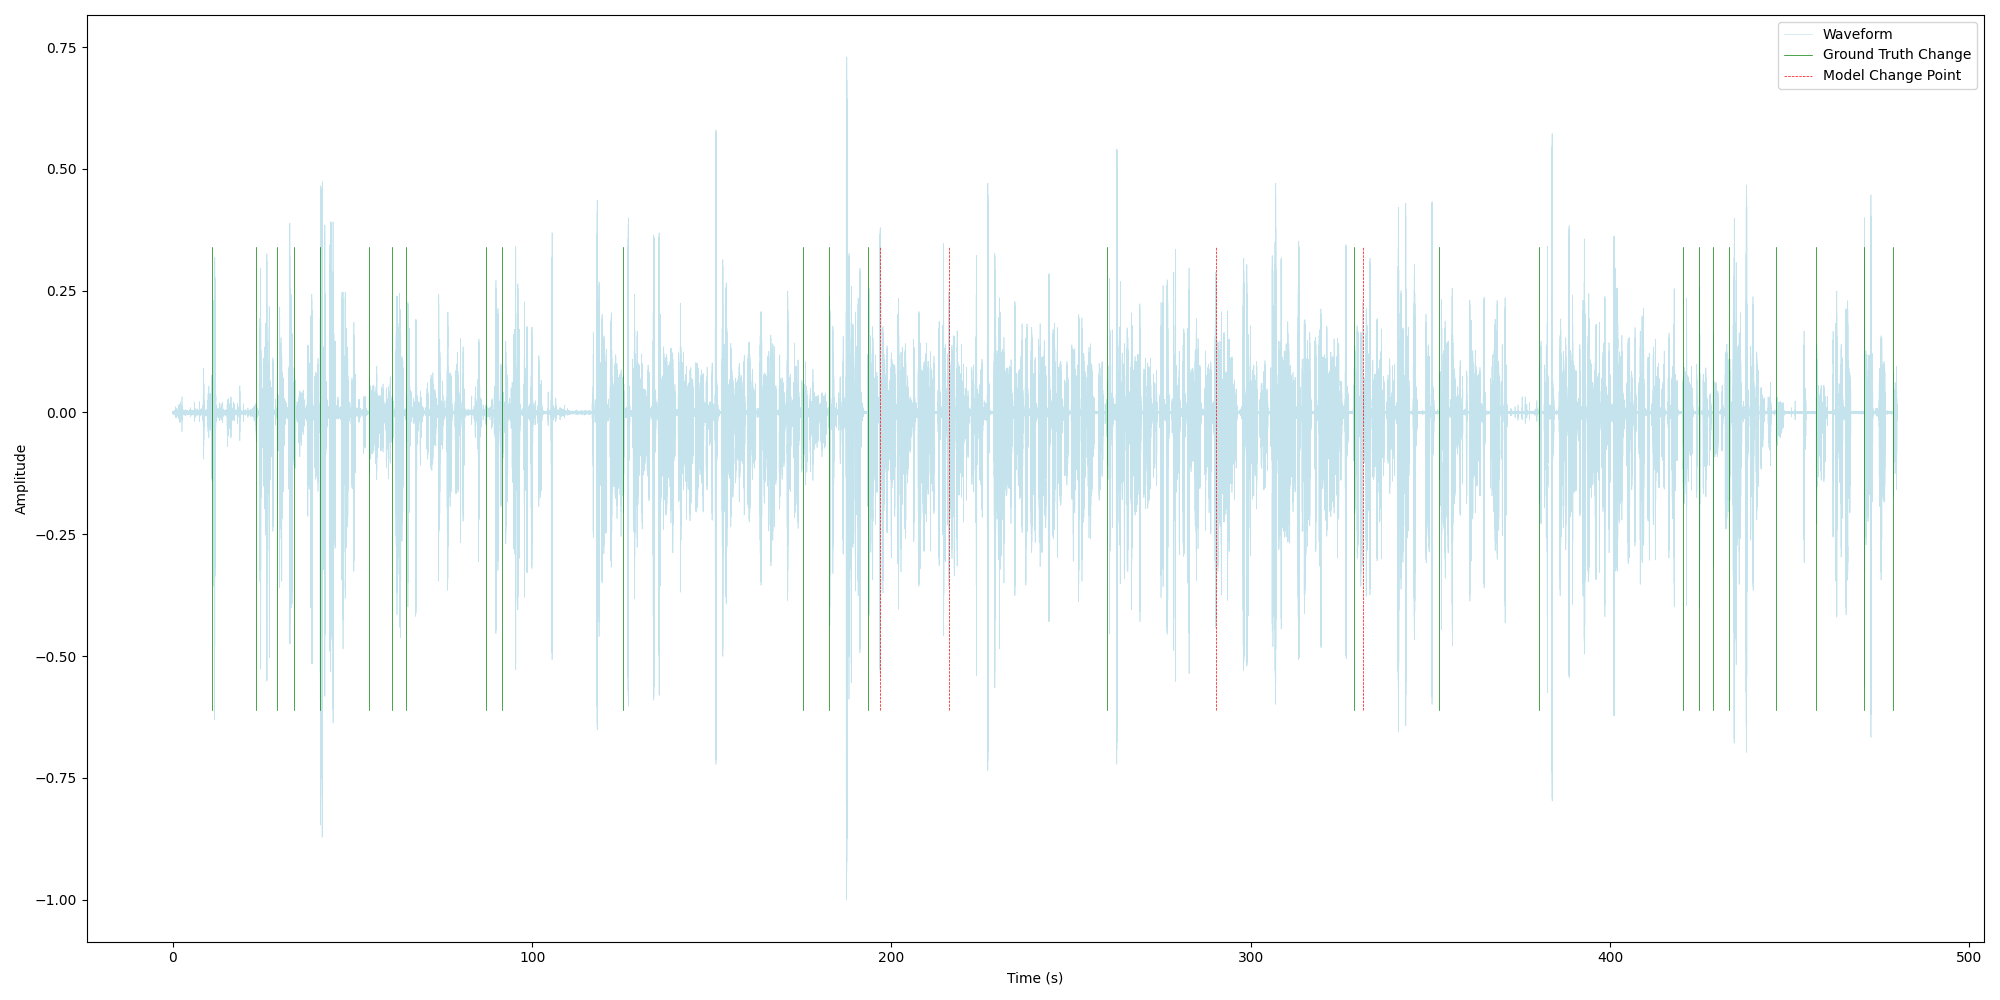 0.75
0.50
0.25
0.00
−0.25
−0.50
−0.75
−1.00
Amplitude
0
100
200
300
400
500
Time (s)
Waveform
Ground Truth Change
Model Change Point